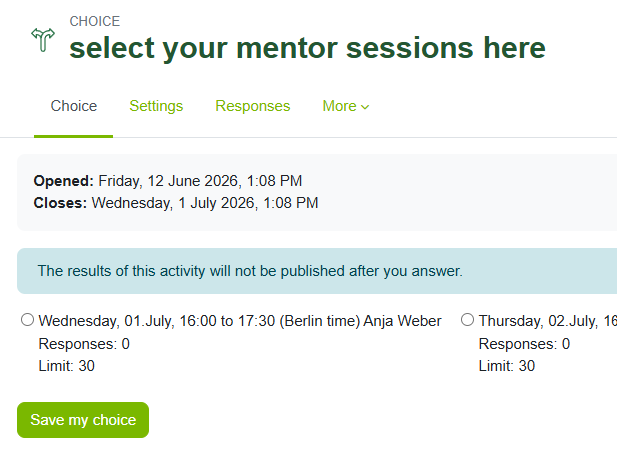 CHOICE
select your mentor sessions here
Choice Settings Responses More
Opened: Friday, 12 June 2026, 1:08 PM
Closes: Wednesday, 1 July 2026, 1:08 PM
The results of this activity will not be published after you answer.
Wednesday, 01.July, 16:00 to 17:30 (Berlin time) Anja Weber Thursday, 02.July, 16
Responses: 0 Responses: 0
Limit: 30 Limit: 30
Save my choice